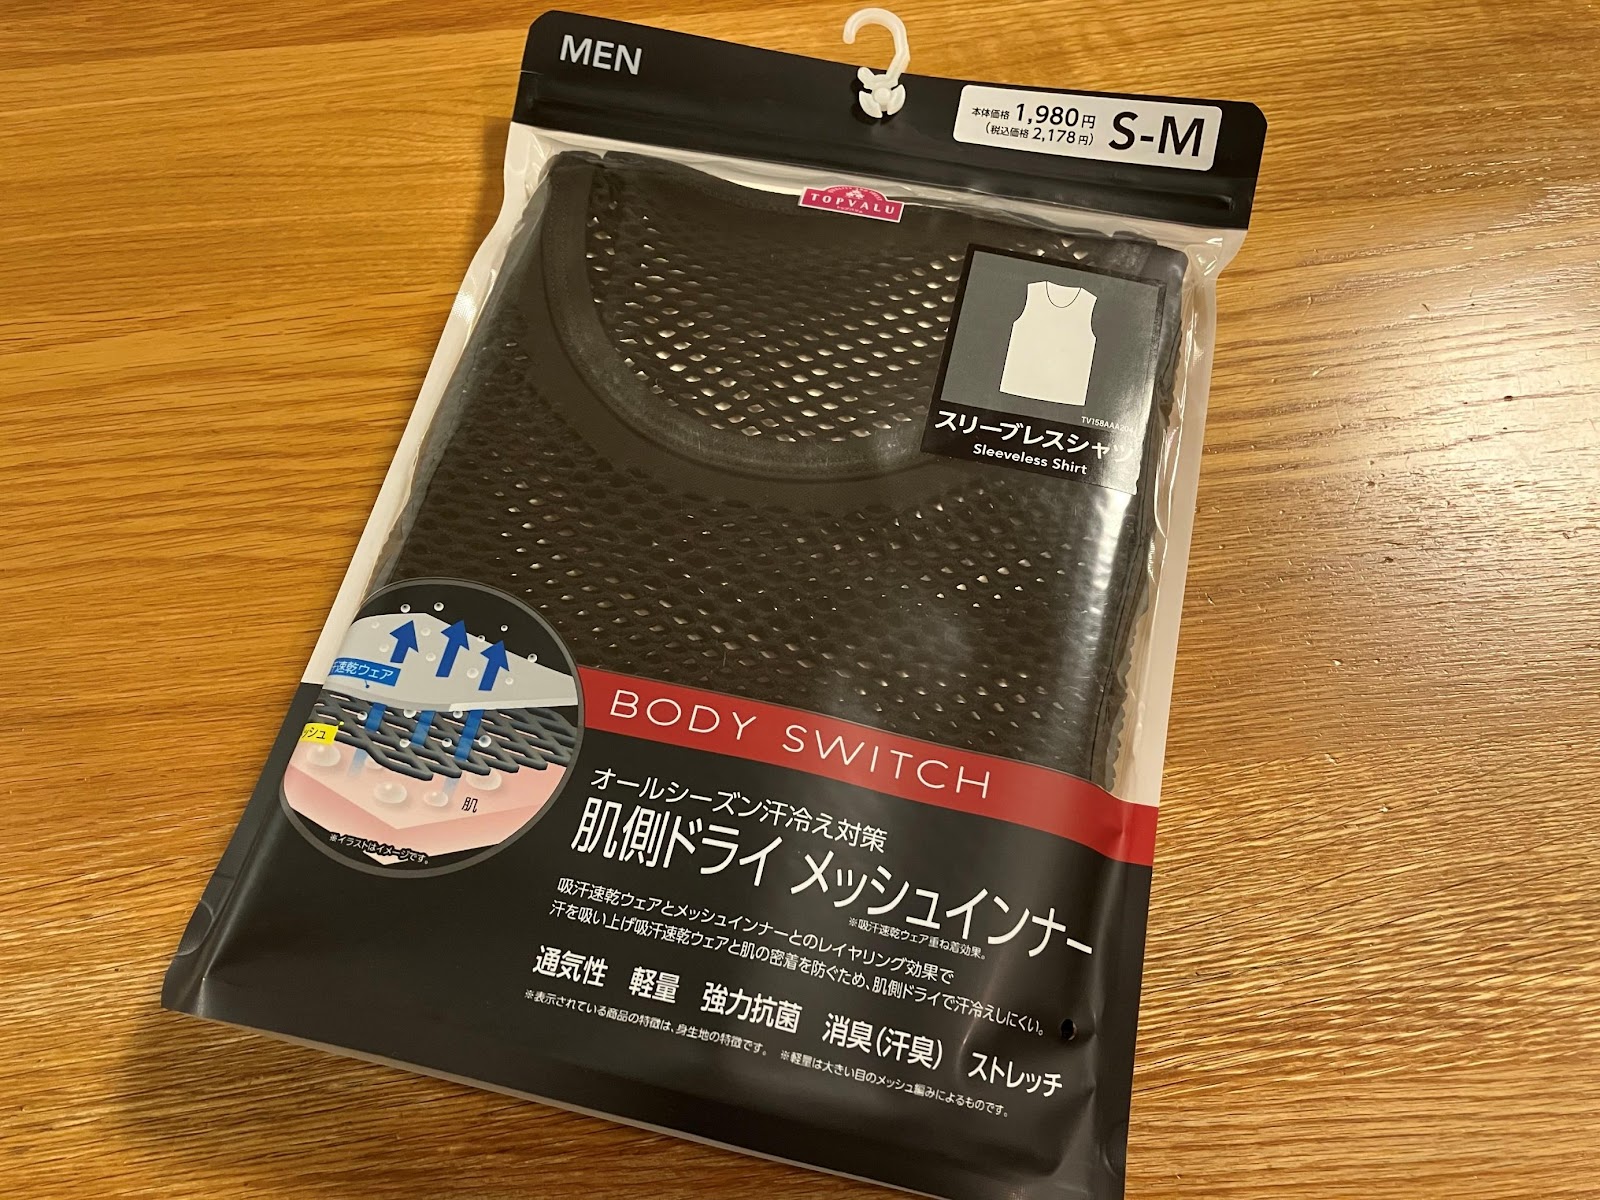 MEN
本体価格 1,980円
(税込価格 2,178円)
S-M
TOPVALU
TV158AAA204
スリーブレスシャツ
Sleeveless Shirt
速乾ウェア
ッシュ
肌
※イラストはイメージです。
BODY SWITCH
オールシーズン汗冷え対策
肌側ドライ メッシュインナー
※吸汗速乾ウェア重ね着効果。
吸汗速乾ウェアとメッシュインナーとのレイヤリング効果で
汗を吸い上げ吸汗速乾ウェアと肌の密着を防ぐため、肌側ドライで汗冷えしにくい。
通気性 軽量 強力抗菌 消臭(汗臭) ストレッチ
※表示されている商品の特徴は、身生地の特徴です。 ※軽量は大きい目のメッシュ編みによるものです。